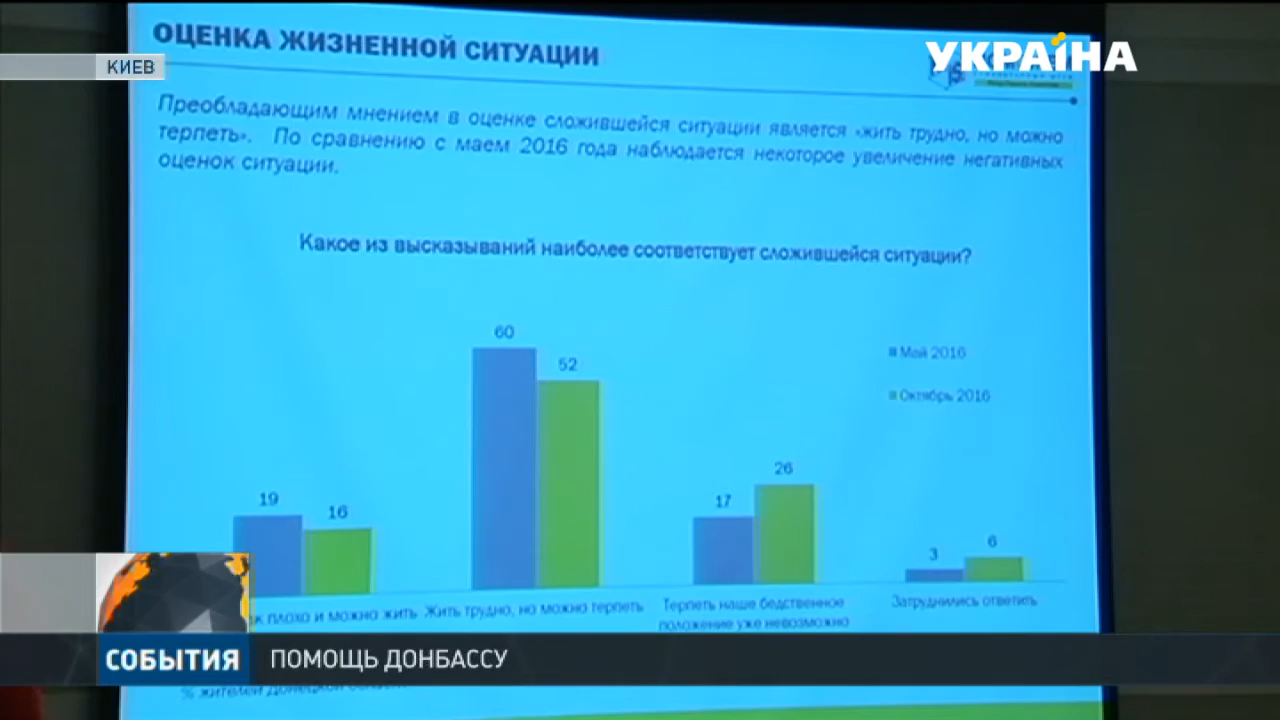 ОЦЕНКА ЖИЗНЕННОЙ СИТУАЦИИ
УКРАЇНА
КИЕВ
Преобладающим мнением в оценке сложившейся ситуации является «жить трудно, но можно
терпеть». По сравнению с маем 2016 года наблюдается некоторое увеличение негативных
оценок ситуации.
Какое из высказываний наиболее соответствует сложившейся ситуации?
Май 2016
Октябрь 2016
60
52
19
16
17
26
3
6
плохо и можно жить
Жить трудно, но можно терпеть
Терпеть наше бедственное
положение уже невозможно
Затруднились ответить
СОБЫТИЯ
ПОМОЩЬ ДОНБАССУ
% жителей Донецкой